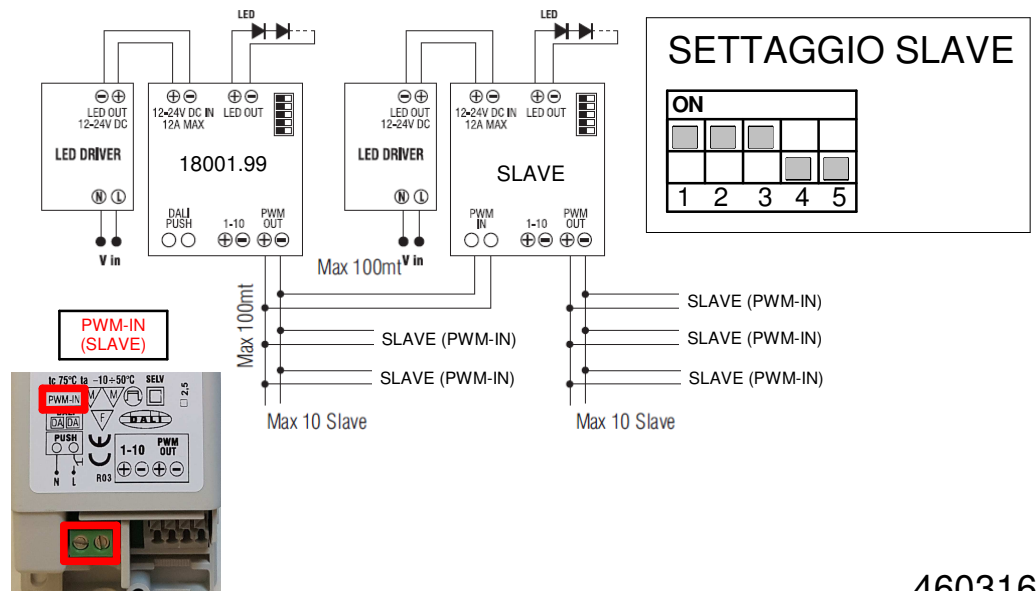 LED
LED
SETTAGGIO SLAVE
ON
1 2 3 4 5
⊖ ⊕
LED OUT
12-24V DC
LED DRIVER
N L
V in
⊕ ⊖
12-24V DC IN
12A MAX
⊕ ⊖
LED OUT
18001.99
DALI
PUSH
1-10
⊕ ⊖
PWM
OUT
⊕ ⊖
⊖ ⊕
LED OUT
12-24V DC
LED DRIVER
N L
V in
⊕ ⊖
12-24V DC IN
12A MAX
⊕ ⊖
LED OUT
SLAVE
PWM
IN
1-10
⊕ ⊖
PWM
OUT
⊕ ⊖
Max 100mt
Max 100mt
SLAVE (PWM-IN)
SLAVE (PWM-IN)
Max 10 Slave
SLAVE (PWM-IN)
SLAVE (PWM-IN)
SLAVE (PWM-IN)
Max 10 Slave
PWM-IN
(SLAVE)
tc 75°C ta -10÷50°C SELV
PWM-IN
M M
F
2,5
DALI
DA DA
DALI
PUSH
N L
CE
R03
1-10
PWM
OUT
⊕ ⊖ ⊕ ⊖
460316